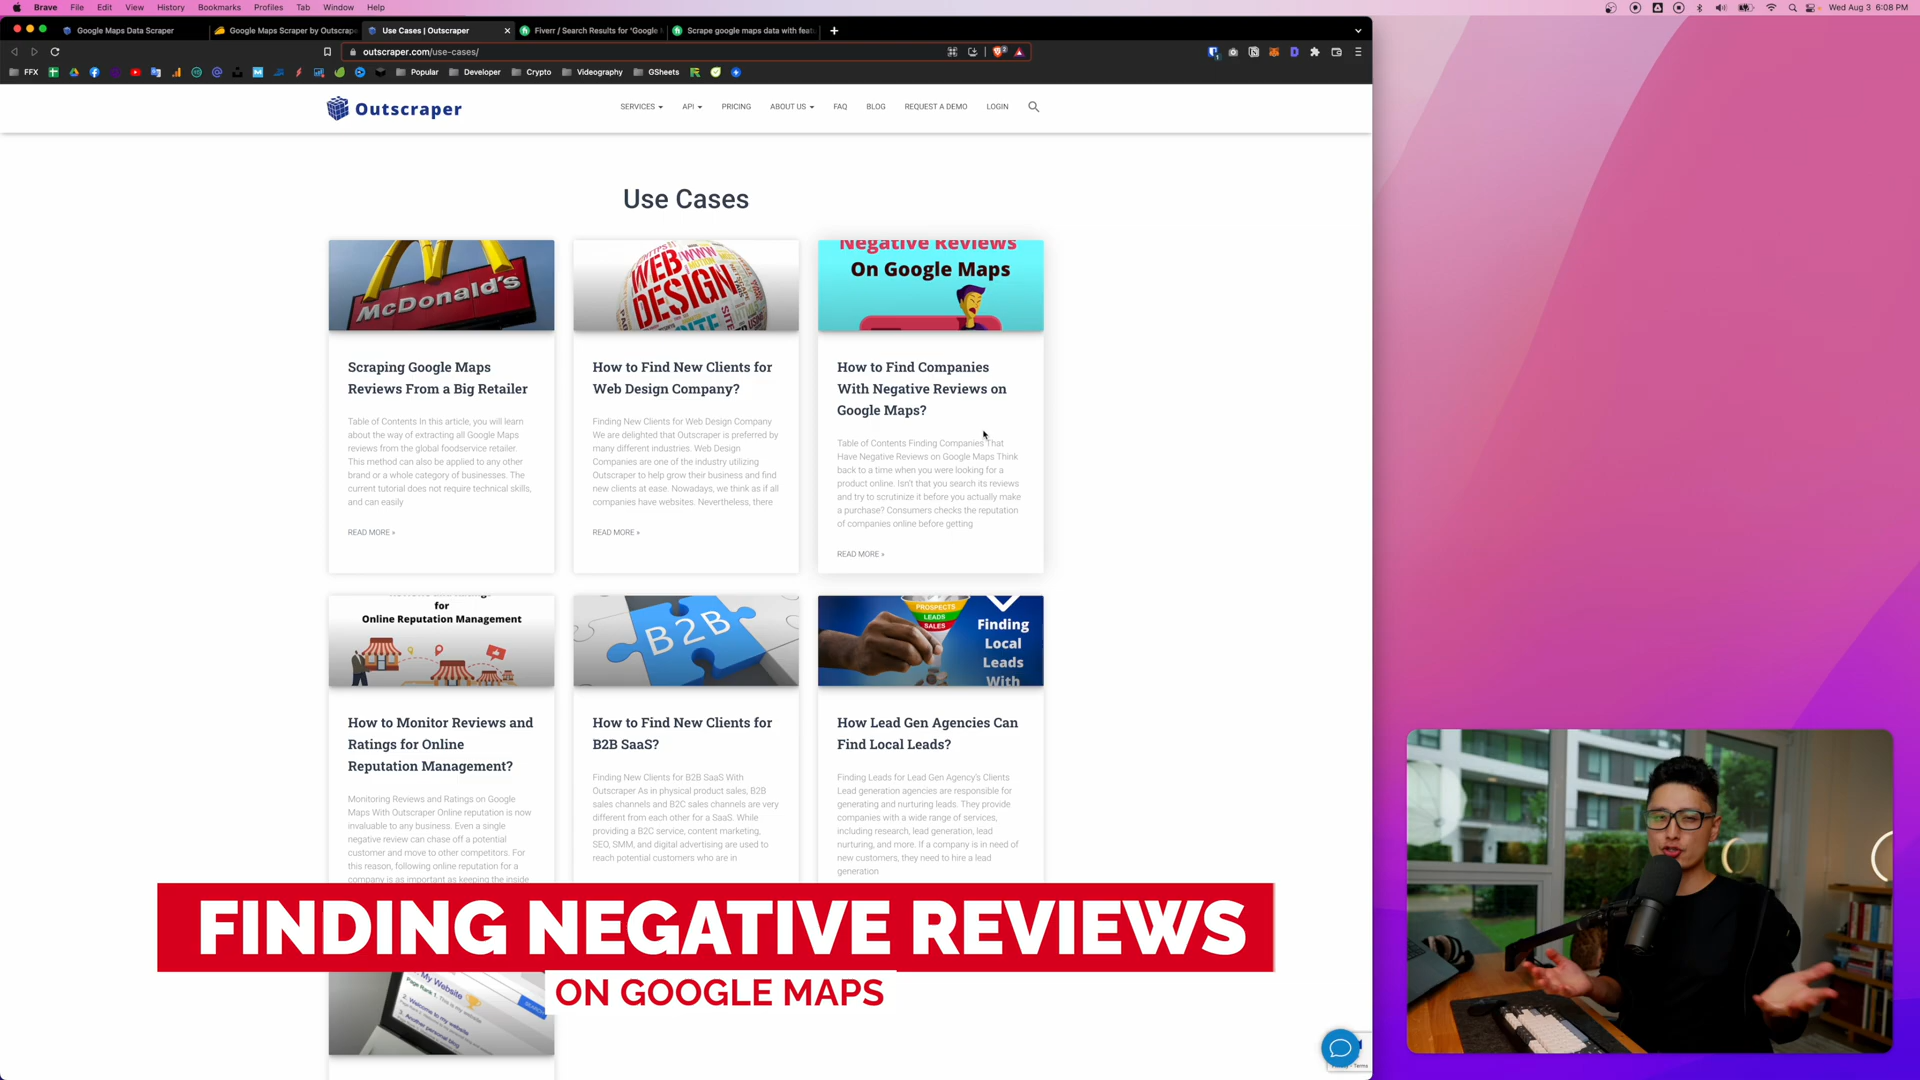 Brave File Edit View History Bookmarks Profiles Tab Window Help
Wed Aug 3 6:08 PM
Google Maps Data Scraper
Google Maps Scraper by Outscrape
Use Cases | Outscraper
Fiverr / Search Results for 'Google
Scrape google maps data with feat
outscraper.com/use-cases/
FFX
Popular
Developer
Crypto
Videography
GSheets
Outscraper
SERVICES
API
PRICING
ABOUT US
FAQ
BLOG
REQUEST A DEMO
LOGIN
Use Cases
McDonald's
WEB
DESIGN
Negative Reviews
On Google Maps
Scraping Google Maps
Reviews From a Big Retailer
Table of Contents In this article, you will learn
about the way of extracting all Google Maps
reviews from the global foodservice retailer.
This method can also be applied to any other
brand or a whole category of businesses. The
current tutorial does not require technical skills,
and can easily
READ MORE »
How to Find New Clients for
Web Design Company?
Finding New Clients for Web Design Company
We are delighted that Outscraper is preferred by
many different industries. Web Design
Companies are one of the industry utilizing
Outscraper to help grow their business and find
new clients at ease. Nowadays, we think as if all
companies have websites. Nevertheless, there
READ MORE »
How to Find Companies
With Negative Reviews on
Google Maps?
Table of Contents Finding Companies That
Have Negative Reviews on Google Maps Think
back to a time when you were looking for a
product online. Isn't that you search its reviews
and try to scrutinize it before you actually make
a purchase? Consumers checks the reputation
of companies online before getting
READ MORE »
for
Online Reputation Management
B2B
PROSPECTS
LEADS
SALES
Finding
Local
Leads
With
How to Monitor Reviews and
Ratings for Online
Reputation Management?
Monitoring Reviews and Ratings on Google
Maps With Outscraper Online reputation is now
invaluable to any business. Even a single
negative review can chase off a potential
customer and move to other competitors. For
this reason, following online reputation for a
company is as important as keeping the inside
How to Find New Clients for
B2B SaaS?
Finding New Clients for B2B SaaS With
Outscraper As in physical product sales, B2B
sales channels and B2C sales channels are very
different from each other for a SaaS. While
providing a B2C service, content marketing,
SEO, SMM, and digital advertising are used to
reach potential customers who are in
How Lead Gen Agencies Can
Find Local Leads?
Finding Leads for Lead Gen Agency's Clients
Lead generation agencies are responsible for
generating and nurturing leads. They provide
companies with a wide range of services,
including research, lead generation, lead
nurturing, and more. If a company is in need of
new customers, they need to hire a lead
generation
FINDING NEGATIVE REVIEWS
ON GOOGLE MAPS
My Website
Page Rank 1. This is my website
2. Welcome to my website
3. Another personal blog
SEARCH
Terms